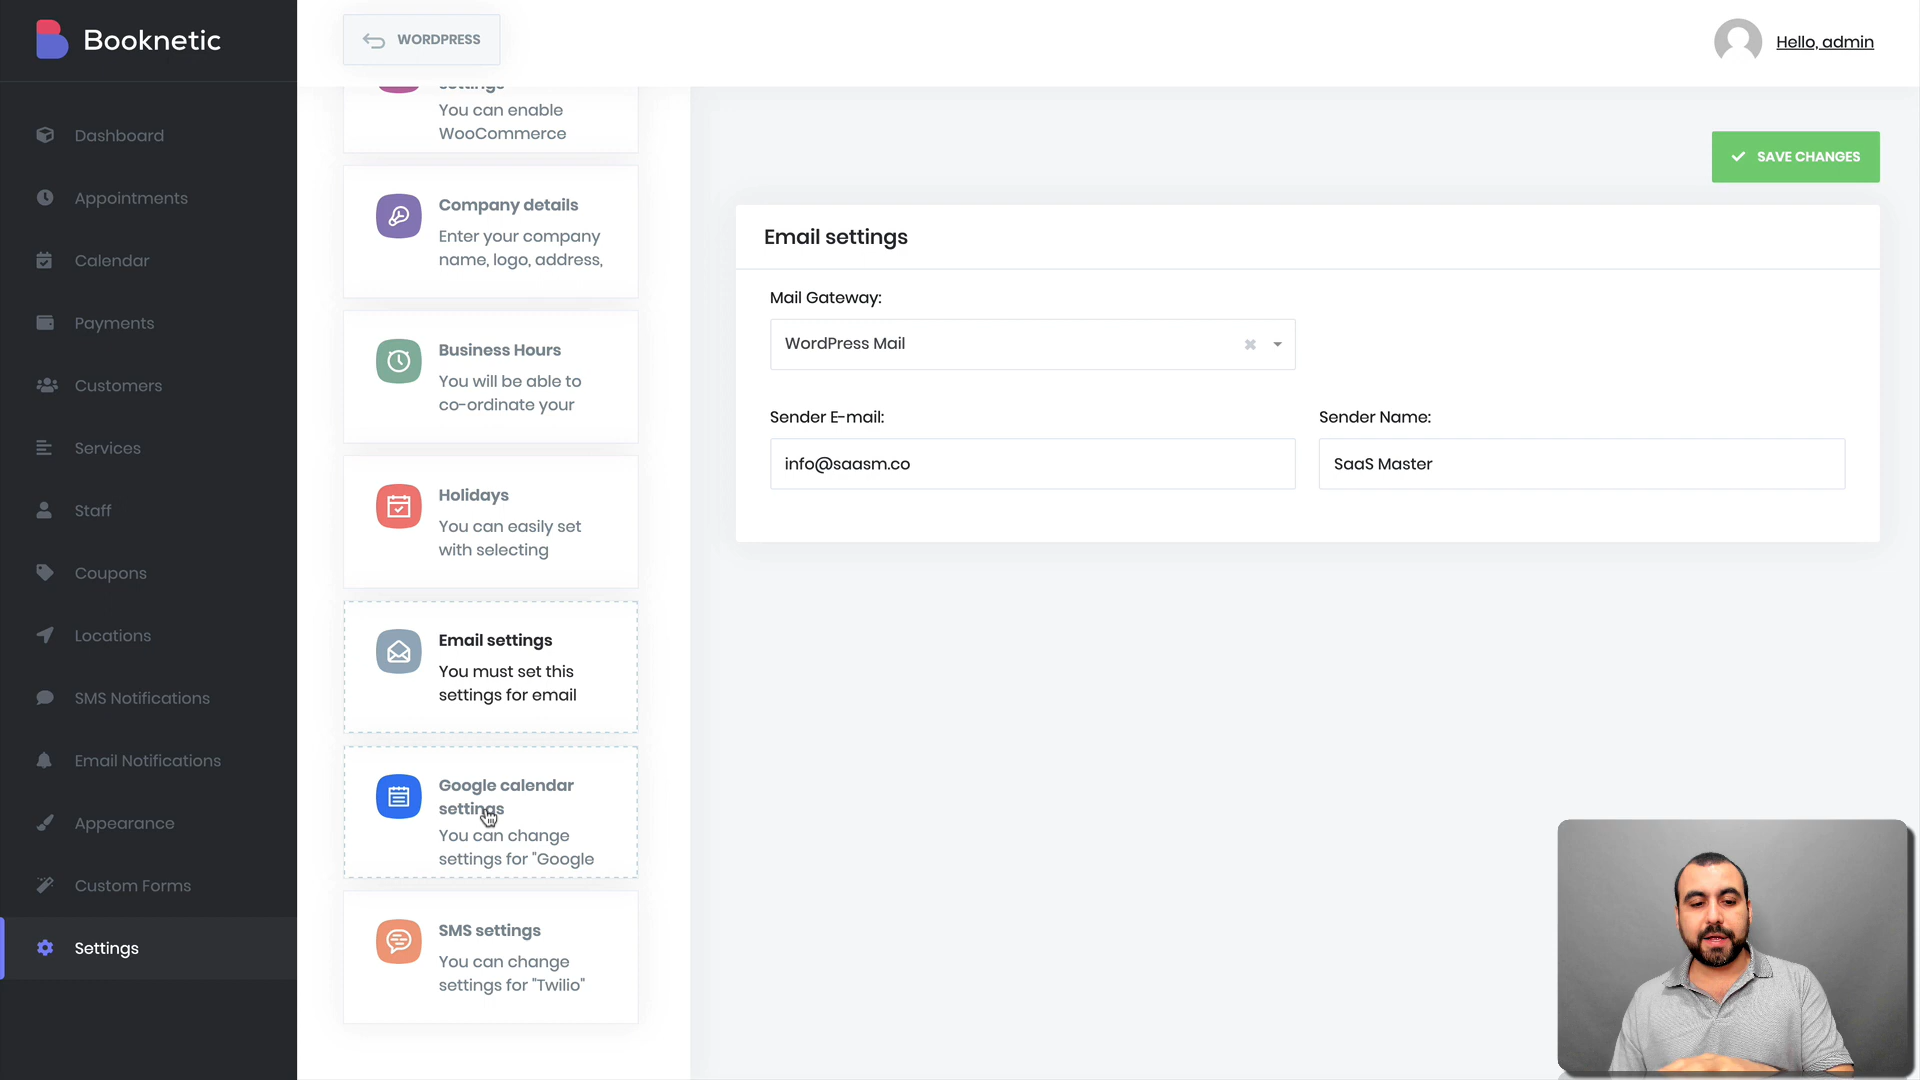 Booknetic
WORDPRESS
Hello, admin
Dashboard
Appointments
Calendar
Payments
Customers
Services
Staff
Coupons
Locations
SMS Notifications
Email Notifications
Appearance
Custom Forms
Settings
settings
You can enable
WooCommerce
Company details
Enter your company
name, logo, address,
Business Hours
You will be able to
co-ordinate your
Holidays
You can easily set
with selecting
Email settings
You must set this
settings for email
Google calendar
settings
You can change
settings for "Google
SMS settings
You can change
settings for "Twilio"
SAVE CHANGES
Email settings
Mail Gateway:
WordPress Mail
Sender E-mail:
Sender Name:
info@saasm.co
SaaS Master